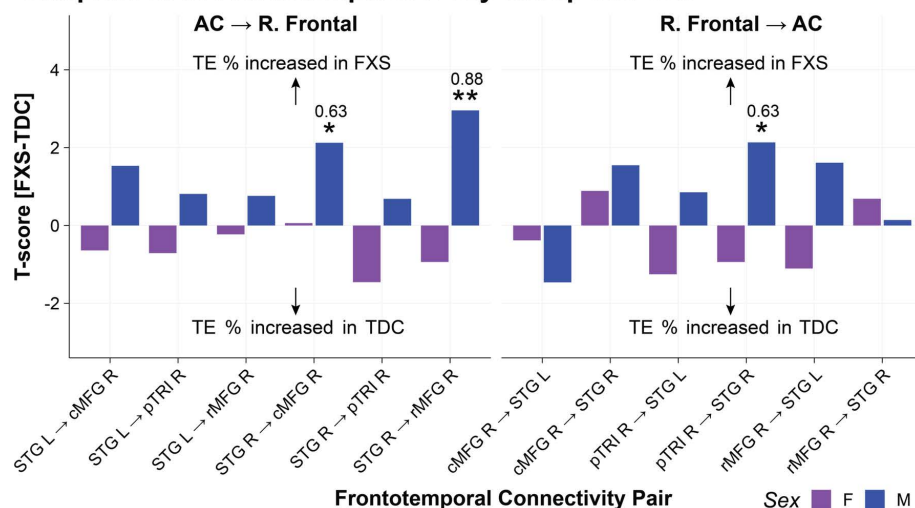 AC → R. Frontal
R. Frontal → AC
TE % increased in FXS
TE % increased in FXS
0.63
*
0.88
**
0.63
*
T-score [FXS-TDC]
4
2
0
-2
TE % increased in TDC
TE % increased in TDC
STG L → cMFG R
STG L → pTRI R
STG L → rMFG R
STG R → cMFG R
STG R → pTRI R
STG R → rMFG R
cMFG R → STG L
cMFG R → STG R
pTRI R → STG L
pTRI R → STG R
rMFG R → STG L
rMFG R → STG R
Frontotemporal Connectivity Pair
Sex F M